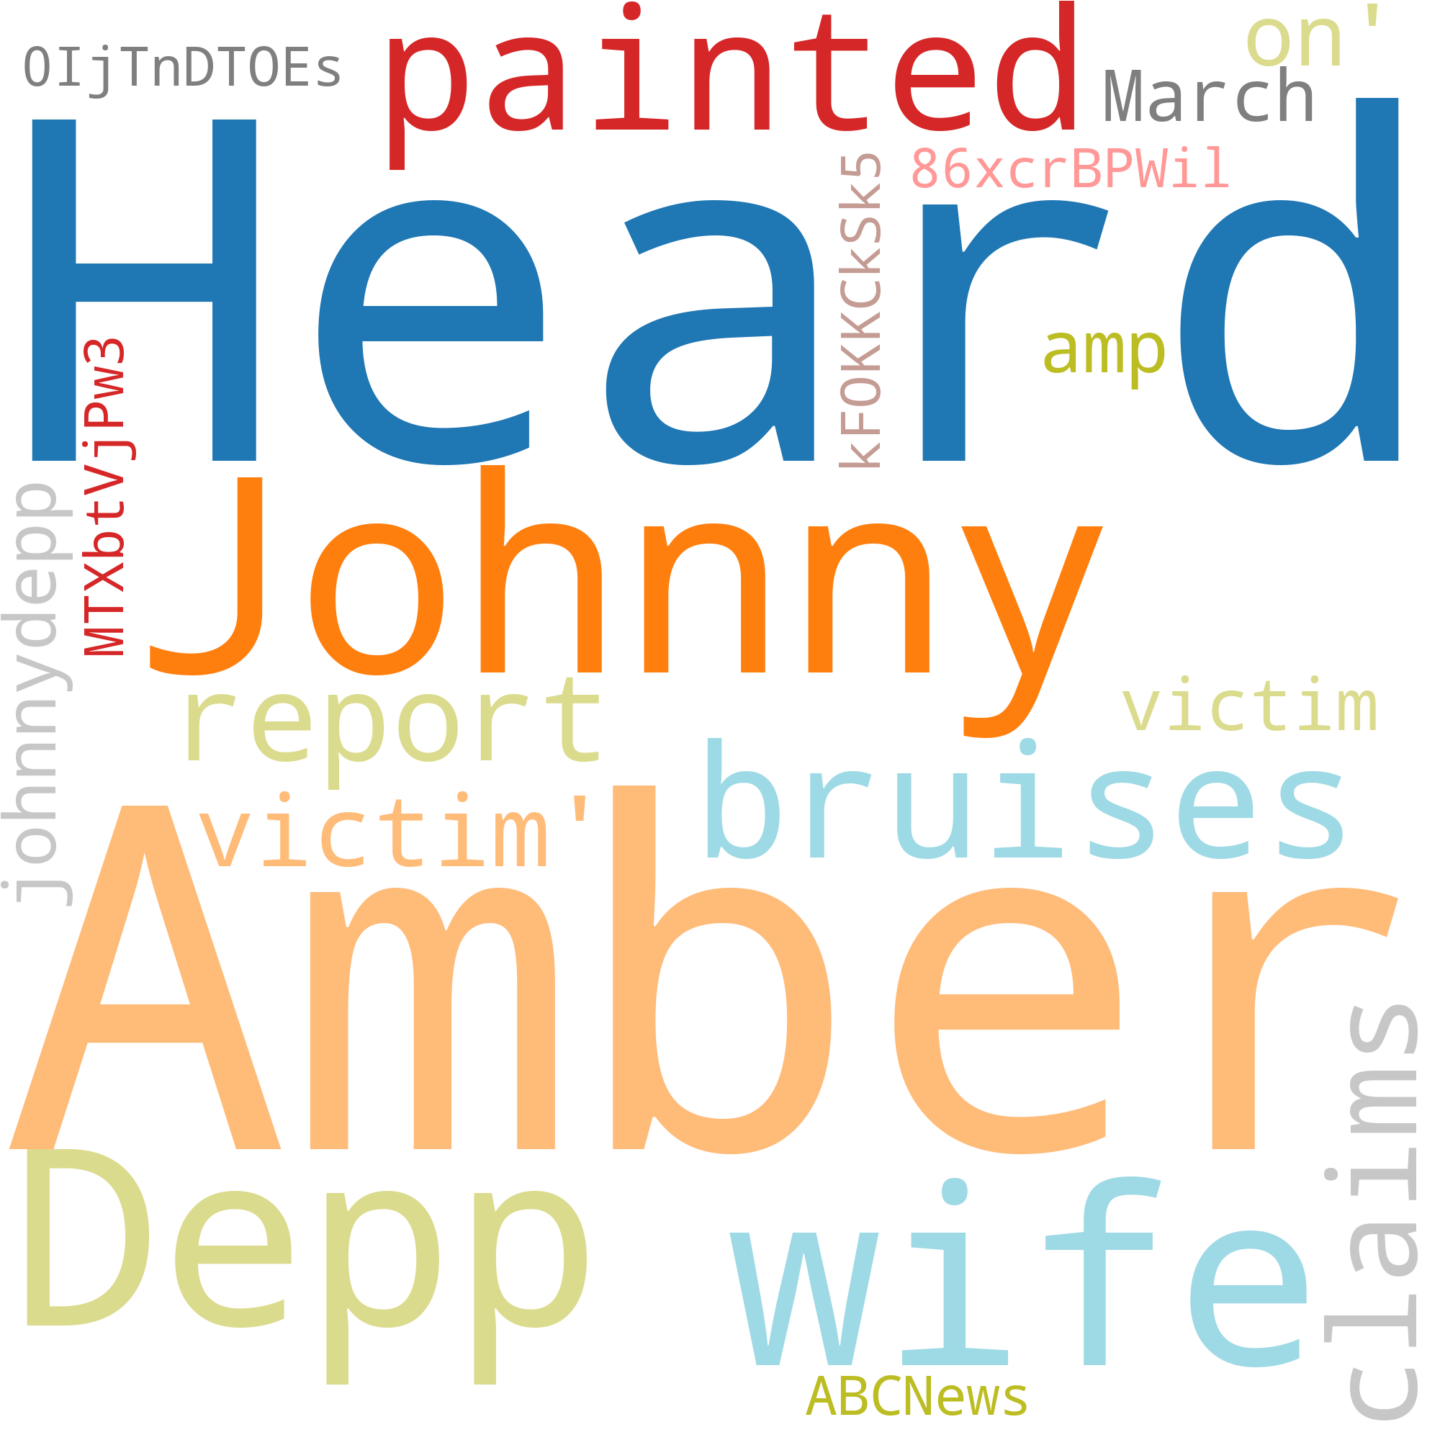 0IjTnDTOEs
painted
on'
March
86xcrBPWil
Heard
kFOKKCkSk5
amp
MTXbtVjPw3
johnnydepp
Johnny
report
victim
victim'
bruises
Amber
claims
Depp
wife
ABCNews